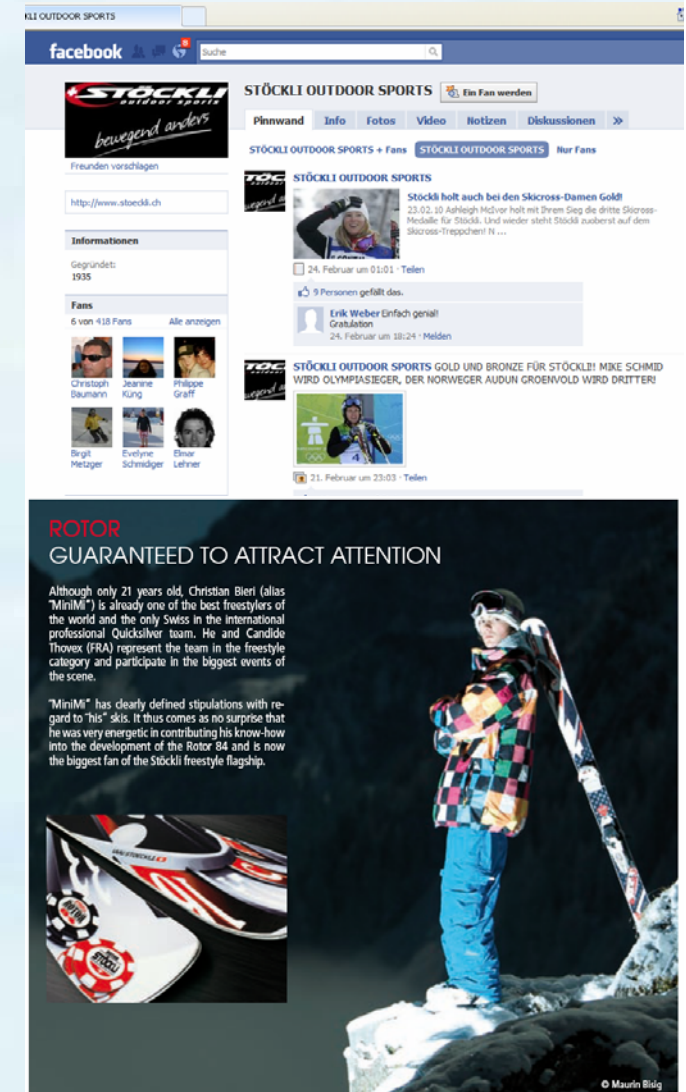 KLI OUTDOOR SPORTS
facebook
8
Suche
STÖCKLI
outdoor sports
bewegend anders
STÖCKLI OUTDOOR SPORTS
Ein Fan werden
Pinnwand Info Fotos Video Notizen Diskussionen »
STÖCKLI OUTDOOR SPORTS + Fans STÖCKLI OUTDOOR SPORTS Nur Fans
Freunden vorschlagen
http://www.stoeckli.ch
Informationen
Gegründet:
1935
Fans
6 von 418 Fans Alle anzeigen
Christoph
Baumann
Jeanine
Küng
Philippe
Graff
Birgit
Metzger
Evelyne
Schmidiger
Elmar
Lehner
STÖCKLI OUTDOOR SPORTS
Stöckli holt auch bei den Skicross-Damen Gold!
23.02.10 Ashleigh McIvor holt mit Ihrem Sieg die dritte Skicross-
Medaille für Stöckli. Und wieder steht Stöckli zuoberst auf dem
Skicross-Treppchen! N ...
24. Februar um 01:01 · Teilen
9 Personen gefällt das.
Erik Weber Einfach genial!
Gratulation
24. Februar um 18:24 · Melden
STÖCKLI OUTDOOR SPORTS GOLD UND BRONZE FÜR STÖCKLI!! MIKE SCHMID
WIRD OLYMPIASIEGER, DER NORWEGER AUDUN GROENVOLD WIRD DRITTER!
4
21. Februar um 23:03 · Teilen
ROTOR
GUARANTEED TO ATTRACT ATTENTION
Although only 21 years old, Christian Bieri (alias
"MiniMi") is already one of the best freestylers of
the world and the only Swiss in the international
professional Quicksilver team. He and Candide
Thovex (FRA) represent the team in the freestyle
category and participate in the biggest events of
the scene.
"MiniMi" has clearly defined stipulations with re-
gard to "his" skis. It thus comes as no surprise that
he was very energetic in contributing his know-how
into the development of the Rotor 84 and is now
the biggest fan of the Stöckli freestyle flagship.
ROTOR
STÖCKLI
© Maurin Bisig